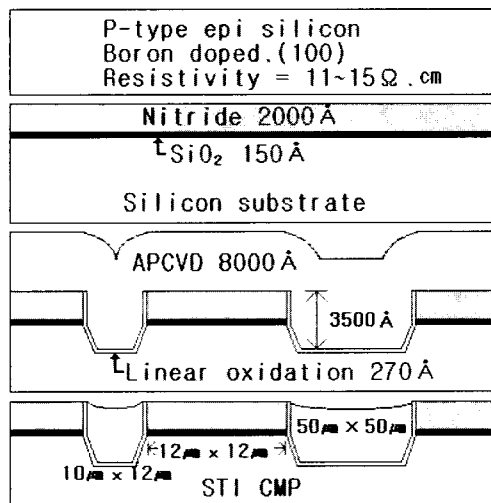 P-type epi silicon
Boron doped.(100)
Resistivity = 11~15Ω.cm
Nitride 2000Å
SiO₂ 150Å
Silicon substrate
APCVD 8000Å
3500Å
Linear oxidation 270Å
50㎛×50㎛
12㎛×12㎛
10㎛×12㎛
STI CMP